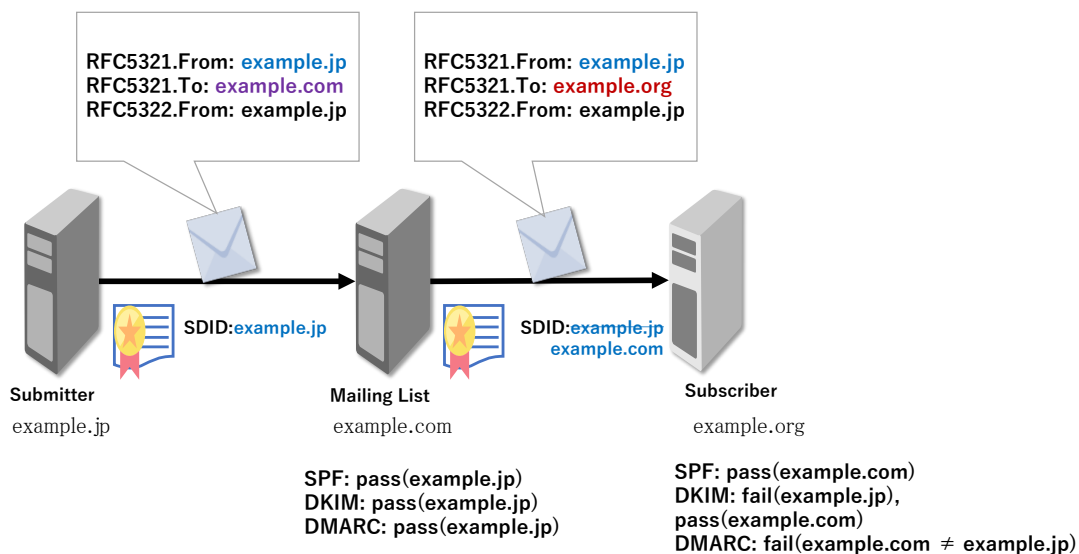 RFC5321.From: example.jp
RFC5321.To: example.com
RFC5322.From: example.jp
RFC5321.From: example.jp
RFC5321.To: example.org
RFC5322.From: example.jp
SDID:example.jp
SDID:example.jp
example.com
Submitter
example.jp
Mailing List
example.com
Subscriber
example.org
SPF: pass(example.jp)
DKIM: pass(example.jp)
DMARC: pass(example.jp)
SPF: pass(example.com)
DKIM: fail(example.jp),
pass(example.com)
DMARC: fail(example.com ≠ example.jp)